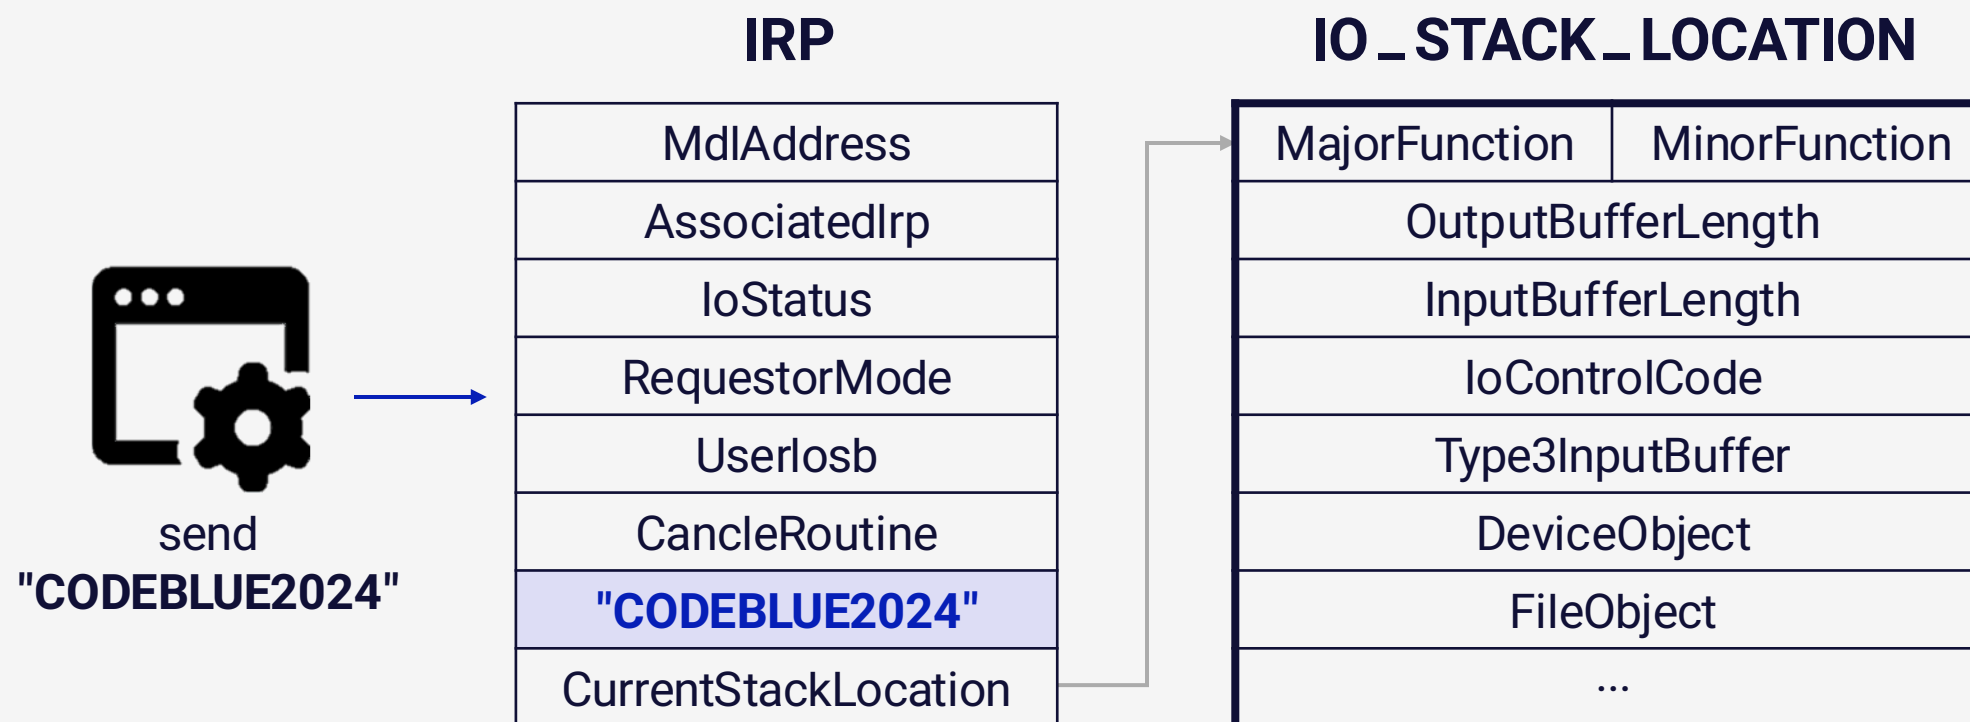 IRP
IO_STACK_LOCATION
MdlAddress
AssociatedIrp
IoStatus
RequestorMode
UserIosb
CancleRoutine
"CODEBLUE2024"
CurrentStackLocation
MajorFunction MinorFunction
OutputBufferLength
InputBufferLength
IoControlCode
Type3InputBuffer
DeviceObject
FileObject
...
send
"CODEBLUE2024"